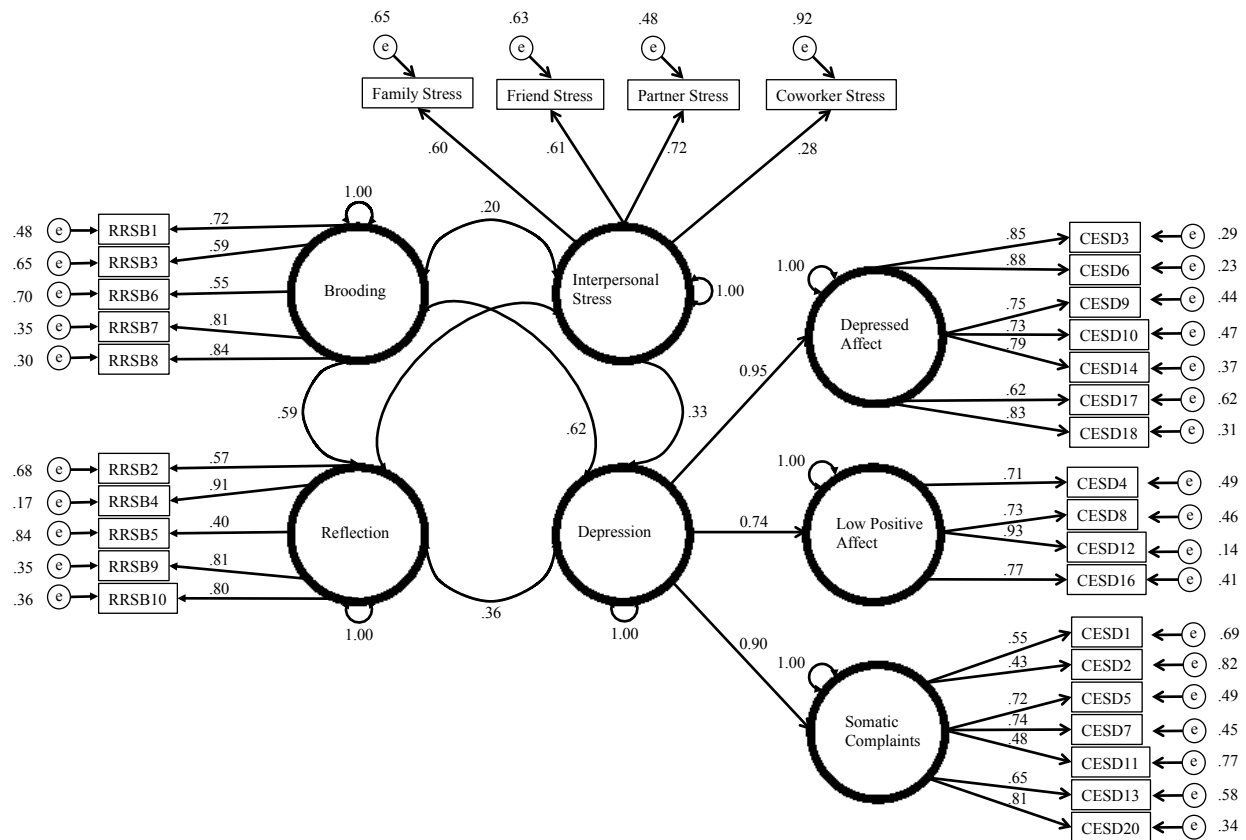 .65
.63
.48
.92
e
e
e
e
Family Stress
Friend Stress
Partner Stress
Coworker Stress
.60
.61
.72
.28
1.00
.20
Brooding
Interpersonal
Stress
1.00
.48 e RRSB1 .72
.65 e RRSB3 .59
.70 e RRSB6 .55
.35 e RRSB7 .81
.30 e RRSB8 .84
.59
.62
.33
.68 e RRSB2 .57
.17 e RRSB4 .91
.84 e RRSB5 .40
.35 e RRSB9 .81
.36 e RRSB10 .80
Reflection
1.00
.36
Depression
1.00
0.95
0.74
0.90
1.00
Depressed
Affect
.85 CESD3 e .29
.88 CESD6 e .23
.75 CESD9 e .44
.73 CESD10 e .47
.79 CESD14 e .37
.62 CESD17 e .62
.83 CESD18 e .31
1.00
Low Positive
Affect
.71 CESD4 e .49
.73 CESD8 e .46
.93 CESD12 e .14
.77 CESD16 e .41
1.00
Somatic
Complaints
.55 CESD1 e .69
.43 CESD2 e .82
.72 CESD5 e .49
.74 CESD7 e .45
.48 CESD11 e .77
.65 CESD13 e .58
.81 CESD20 e .34